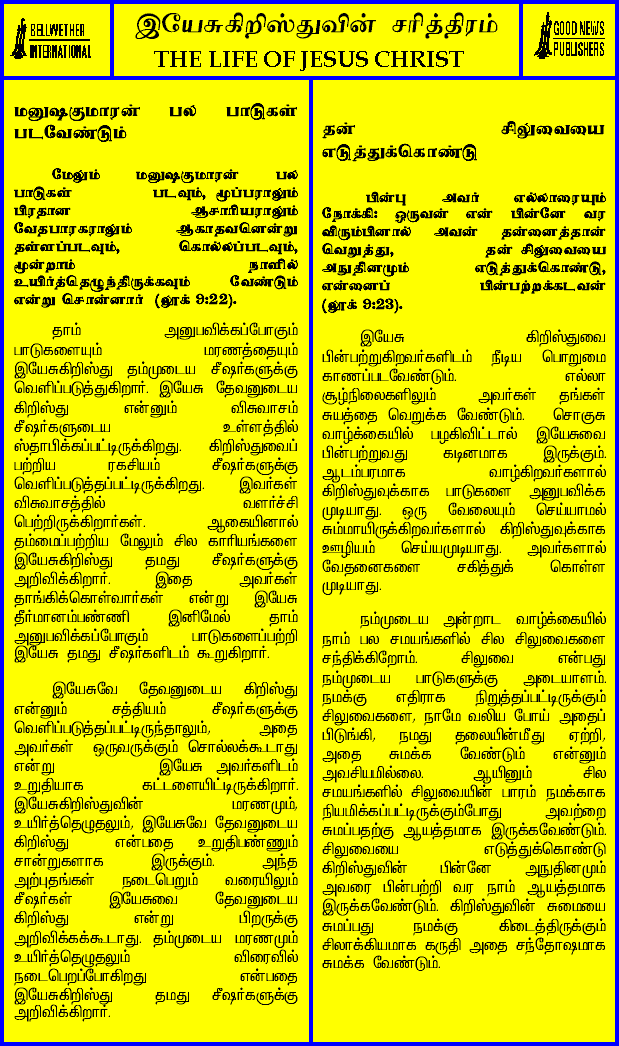 BELLWETHER
INTERNATIONAL
இயேசுகிறிஸ்துவின் சரித்திரம்
THE LIFE OF JESUS CHRIST
GOOD NEWS
PUBLISHERS
மனுஷகுமாரன் பல பாடுகள்
படவேண்டும்
மேலும் மனுஷகுமாரன் பல
பாடுகள் படவும், மூப்பராலும்
பிரதான ஆசாரியராலும்
வேதபாரகராலும் ஆகாதவனென்று
தள்ளப்படவும், கொல்லப்படவும்,
மூன்றாம் நாளில்
உயிர்த்தெழுந்திருக்கவும் வேண்டும்
என்று சொன்னார் (லூக் 9:22).
தாம் அனுபவிக்கப்போகும்
பாடுகளையும் மரணத்தையும்
இயேசுகிறிஸ்து தம்முடைய சீஷர்களுக்கு
வெளிப்படுத்துகிறார். இயேசு தேவனுடைய
கிறிஸ்து என்னும் விசுவாசம்
சீஷர்களுடைய உள்ளத்தில்
ஸ்தாபிக்கப்பட்டிருக்கிறது. கிறிஸ்துவைப்
பற்றிய ரகசியம் சீஷர்களுக்கு
வெளிப்படுத்தப்பட்டிருக்கிறது. இவர்கள்
விசுவாசத்தில் வளர்ச்சி
பெற்றிருக்கிறார்கள். ஆகையினால்
தம்மைப்பற்றிய மேலும் சில காரியங்களை
இயேசுகிறிஸ்து தமது சீஷர்களுக்கு
அறிவிக்கிறார். இதை அவர்கள்
தாங்கிக்கொள்வார்கள் என்று இயேசு
தீர்மானம்பண்ணி இனிமேல் தாம்
அனுபவிக்கப்போகும் பாடுகளைப்பற்றி
இயேசு தமது சீஷர்களிடம் கூறுகிறார்.
இயேசுவே தேவனுடைய கிறிஸ்து
என்னும் சத்தியம் சீஷர்களுக்கு
வெளிப்படுத்தப்பட்டிருந்தாலும், அதை
அவர்கள் ஒருவருக்கும் சொல்லக்கூடாது
என்று இயேசு அவர்களிடம்
உறுதியாக கட்டளையிட்டிருக்கிறார்.
இயேசுகிறிஸ்துவின் மரணமும்,
உயிர்த்தெழுதலும், இயேசுவே தேவனுடைய
கிறிஸ்து என்பதை உறுதிபண்ணும்
சான்றுகளாக இருக்கும். அந்த
அற்புதங்கள் நடைபெறும் வரையிலும்
சீஷர்கள் இயேசுவை தேவனுடைய
கிறிஸ்து என்று பிறருக்கு
அறிவிக்கக்கூடாது. தம்முடைய மரணமும்
உயிர்த்தெழுதலும் விரைவில்
நடைபெறப்போகிறது என்பதை
இயேசுகிறிஸ்து தமது சீஷர்களுக்கு
அறிவிக்கிறார்.
தன் சிலுவையை
எடுத்துக்கொண்டு
பின்பு அவர் எல்லாரையும்
நோக்கி: ஒருவன் என் பின்னே வர
விரும்பினால் அவன் தன்னைத்தான்
வெறுத்து, தன் சிலுவையை
அநுதினமும் எடுத்துக்கொண்டு,
என்னைப் பின்பற்றக்கடவன்
(லூக் 9:23).
இயேசு கிறிஸ்துவை
பின்பற்றுகிறவர்களிடம் நீடிய பொறுமை
காணப்படவேண்டும். எல்லா
சூழ்நிலைகளிலும் அவர்கள் தங்கள்
சுயத்தை வெறுக்க வேண்டும். சொகுசு
வாழ்க்கையில் பழகிவிட்டால் இயேசுவை
பின்பற்றுவது கடினமாக இருக்கும்.
ஆடம்பரமாக வாழ்கிறவர்களால்
கிறிஸ்துவுக்காக பாடுகளை அனுபவிக்க
முடியாது. ஒரு வேலையும் செய்யாமல்
சும்மாயிருக்கிறவர்களால் கிறிஸ்துவுக்காக
ஊழியம் செய்யமுடியாது. அவர்களால்
வேதனைகளை சகித்துக் கொள்ள
முடியாது.
நம்முடைய அன்றாட வாழ்க்கையில்
நாம் பல சமயங்களில் சில சிலுவைகளை
சந்திக்கிறோம். சிலுவை என்பது
நம்முடைய பாடுகளுக்கு அடையாளம்.
நமக்கு எதிராக நிறுத்தப்பட்டிருக்கும்
சிலுவைகளை, நாமே வலிய போய் அதைப்
பிடுங்கி, நமது தலையின்மீது ஏற்றி,
அதை சுமக்க வேண்டும் என்னும்
அவசியமில்லை. ஆயினும் சில
சமயங்களில் சிலுவையின் பாரம் நமக்காக
நியமிக்கப்பட்டிருக்கும்போது அவற்றை
சுமப்பதற்கு ஆயத்தமாக இருக்கவேண்டும்.
சிலுவையை எடுத்துக்கொண்டு
கிறிஸ்துவின் பின்னே அநுதினமும்
அவரை பின்பற்றி வர நாம் ஆயத்தமாக
இருக்கவேண்டும். கிறிஸ்துவின் சுமையை
சுமப்பது நமக்கு கிடைத்திருக்கும்
சிலாக்கியமாக கருதி அதை சந்தோஷமாக
சுமக்க வேண்டும்.